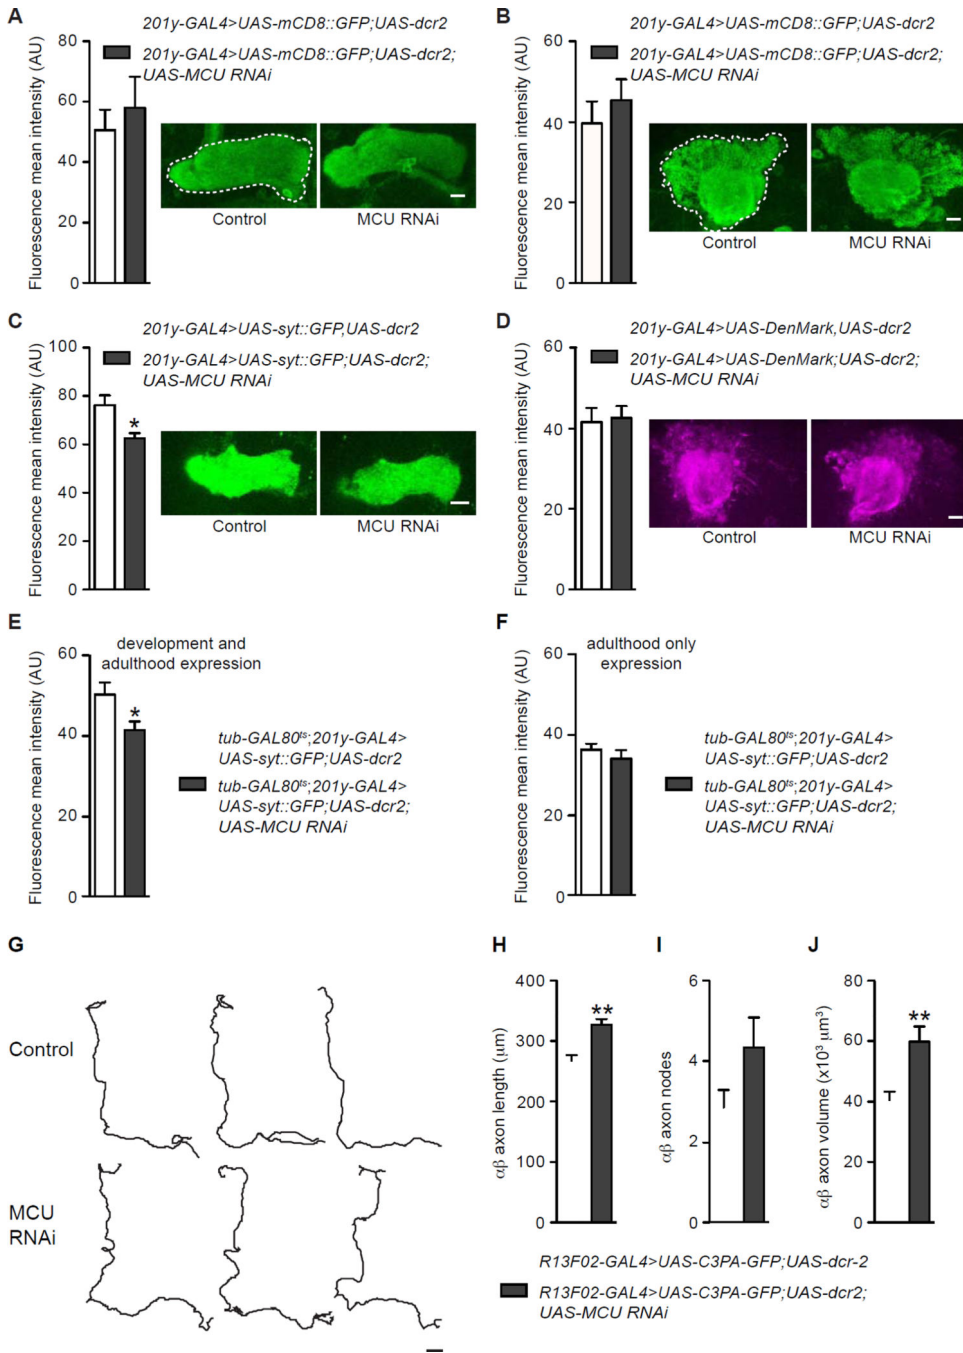 A
201y-GAL4>UAS-mCD8::GFP;UAS-dcr2
201y-GAL4>UAS-mCD8::GFP;UAS-dcr2;
UAS-MCU RNAi
Fluorescence mean intensity (AU)
80
60
40
20
0
Control
MCU RNAi
B
201y-GAL4>UAS-mCD8::GFP;UAS-dcr2
201y-GAL4>UAS-mCD8::GFP;UAS-dcr2;
UAS-MCU RNAi
Fluorescence mean intensity (AU)
60
40
20
0
Control
MCU RNAi
C
201y-GAL4>UAS-syt::GFP,UAS-dcr2
201y-GAL4>UAS-syt::GFP;UAS-dcr2;
UAS-MCU RNAi
Fluorescence mean intensity (AU)
100
80
60
40
20
0
*
Control
MCU RNAi
D
201y-GAL4>UAS-DenMark,UAS-dcr2
201y-GAL4>UAS-DenMark;UAS-dcr2;
UAS-MCU RNAi
Fluorescence mean intensity (AU)
60
40
20
0
Control
MCU RNAi
E
development and
adulthood expression
Fluorescence mean intensity (AU)
60
40
20
0
*
tub-GAL80ts;201y-GAL4>
UAS-syt::GFP;UAS-dcr2
tub-GAL80ts;201y-GAL4>
UAS-syt::GFP;UAS-dcr2;
UAS-MCU RNAi
F
adulthood only
expression
Fluorescence mean intensity (AU)
60
40
20
0
tub-GAL80ts;201y-GAL4>
UAS-syt::GFP;UAS-dcr2
tub-GAL80ts;201y-GAL4>
UAS-syt::GFP;UAS-dcr2;
UAS-MCU RNAi
G
Control
MCU
RNAi
H
αβ axon length (μm)
400
300
200
100
0
**
I
αβ axon nodes
6
4
2
0
J
αβ axon volume (x10³ μm³)
80
60
40
20
0
**
R13F02-GAL4>UAS-C3PA-GFP;UAS-dcr-2
R13F02-GAL4>UAS-C3PA-GFP;UAS-dcr2;
UAS-MCU RNAi